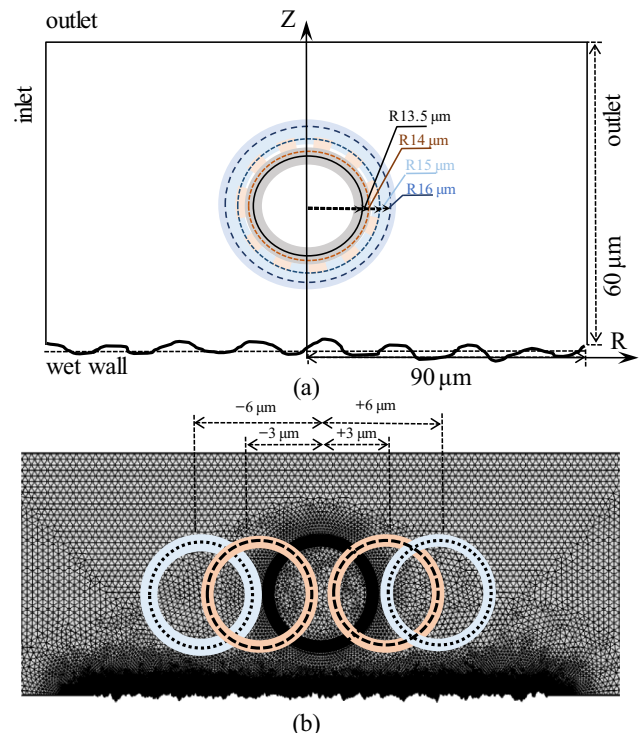 outlet
Z
inlet
outlet
R13.5 μm
R14 μm
R15 μm
R16 μm
60 μm
R
wet wall
90 μm
(a)
−6 μm
+6 μm
−3 μm
+3 μm
(b)